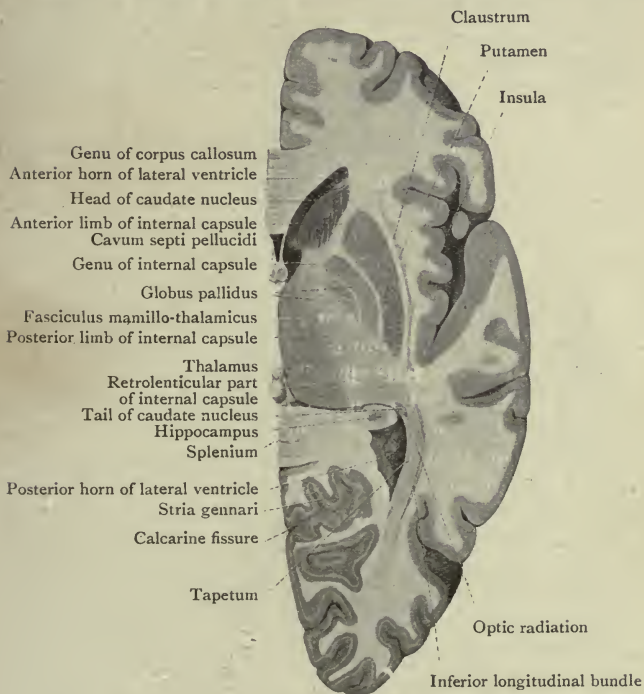 Claustrum
Putamen
Insula
Genu of corpus callosum
Anterior horn of lateral ventricle
Head of caudate nucleus
Anterior limb of internal capsule
Cavum septi pellucidi
Genu of internal capsule
Globus pallidus
Fasciculus mamillo-thalamicus
Posterior limb of internal capsule
Thalamus
Retrolenticular part
of internal capsule
Tail of caudate nucleus
Hippocampus
Splenium
Posterior horn of lateral ventricle
Stria gennari
Calcarine fissure
Tapetum
Optic radiation
Inferior longitudinal bundle